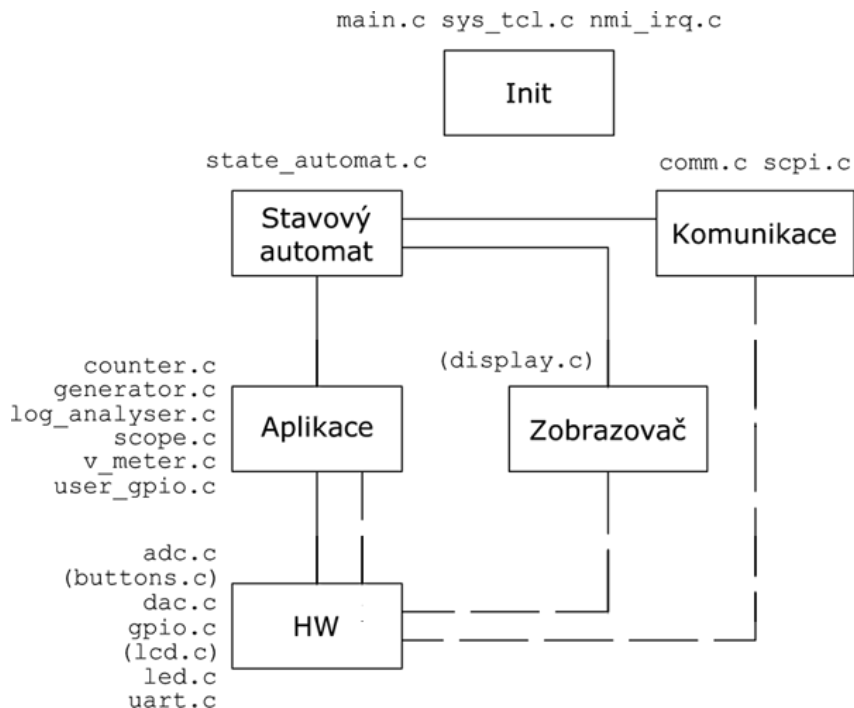 main.c sys_tcl.c nmi_irq.c
Init
state_automat.c
comm.c scpi.c
Stavový
automat
Komunikace
(display.c)
counter.c
generator.c
log_analyser.c
scope.c
v_meter.c
user_gpio.c
Aplikace
Zobrazovač
adc.c
(buttons.c)
dac.c
gpio.c
(lcd.c)
led.c
uart.c
HW